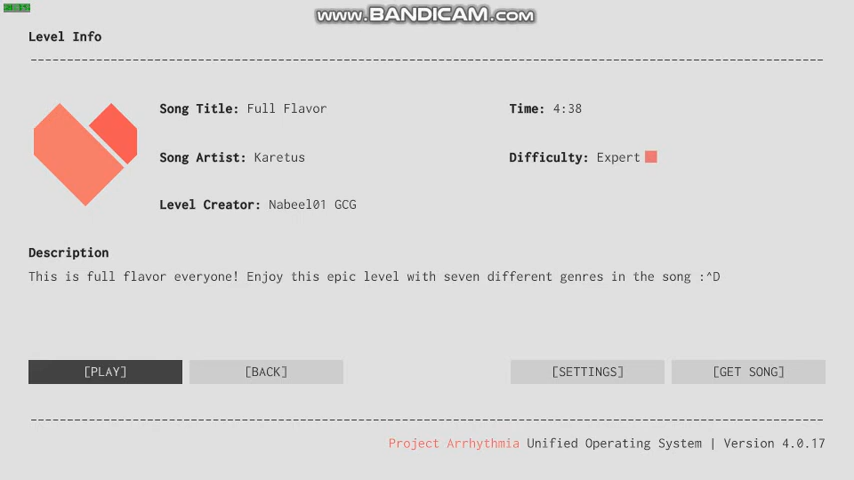 www.BANDICAM.com
Level Info
Song Title: Full Flavor
Time: 4:38
Song Artist: Karetus
Difficulty: Expert
Level Creator: Nabeel01 GCG
Description
This is full flavor everyone! Enjoy this epic level with seven different genres in the song :^D
[PLAY] [BACK] [SETTINGS] [GET SONG]
Project Arrhythmia Unified Operating System | Version 4.0.17